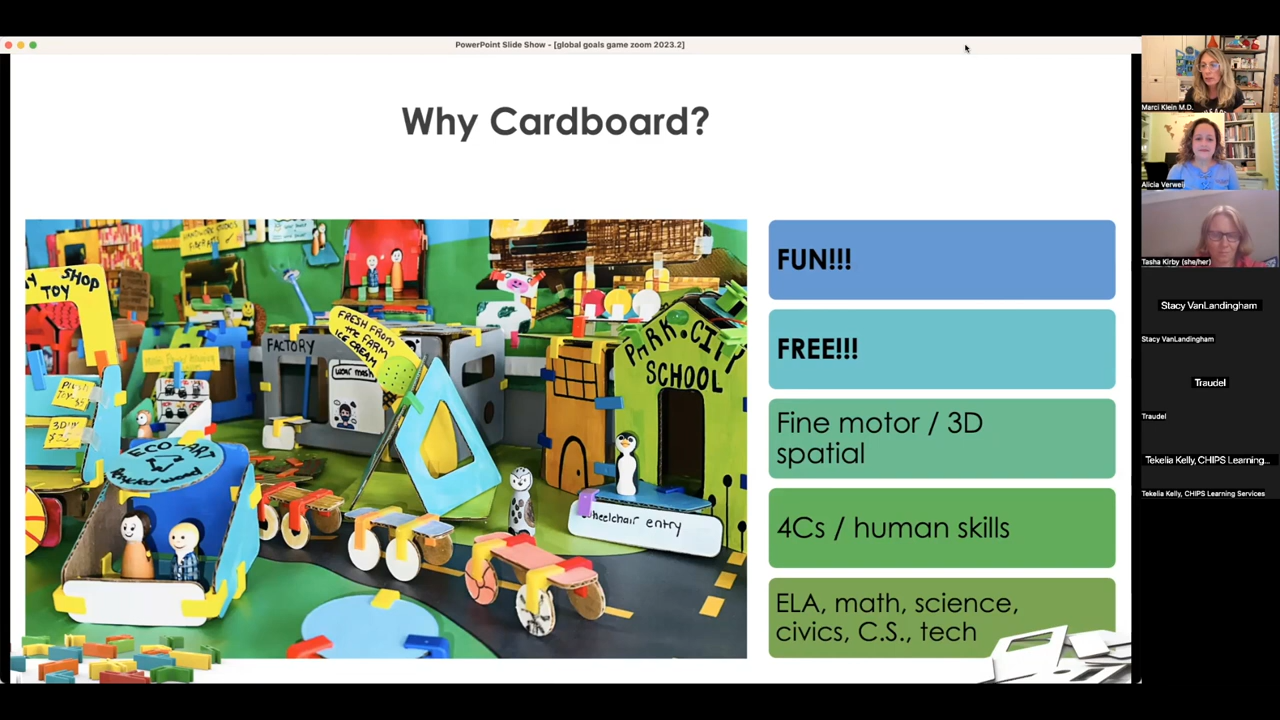 PowerPoint Slide Show - [global goals game zoom 2023.2]
Why Cardboard?
SHOP
TOY
PLUSH
FACTORY
FRESH FROM
THE FARM
ICE CREAM
PARK CITY
SCHOOL
ECO-ART
wheelchair entry
FUN!!!
FREE!!!
Fine motor / 3D
spatial
4Cs / human skills
ELA, math, science,
civics, C.S., tech
Marci Klein M.D.
Alicia Verweij
Tasha Kirby (she/her)
Stacy VanLandingham
Stacy VanLandingham
Traudel
Traudel
Tekelia Kelly, CHIPS Learning...
Tekelia Kelly, CHIPS Learning Services